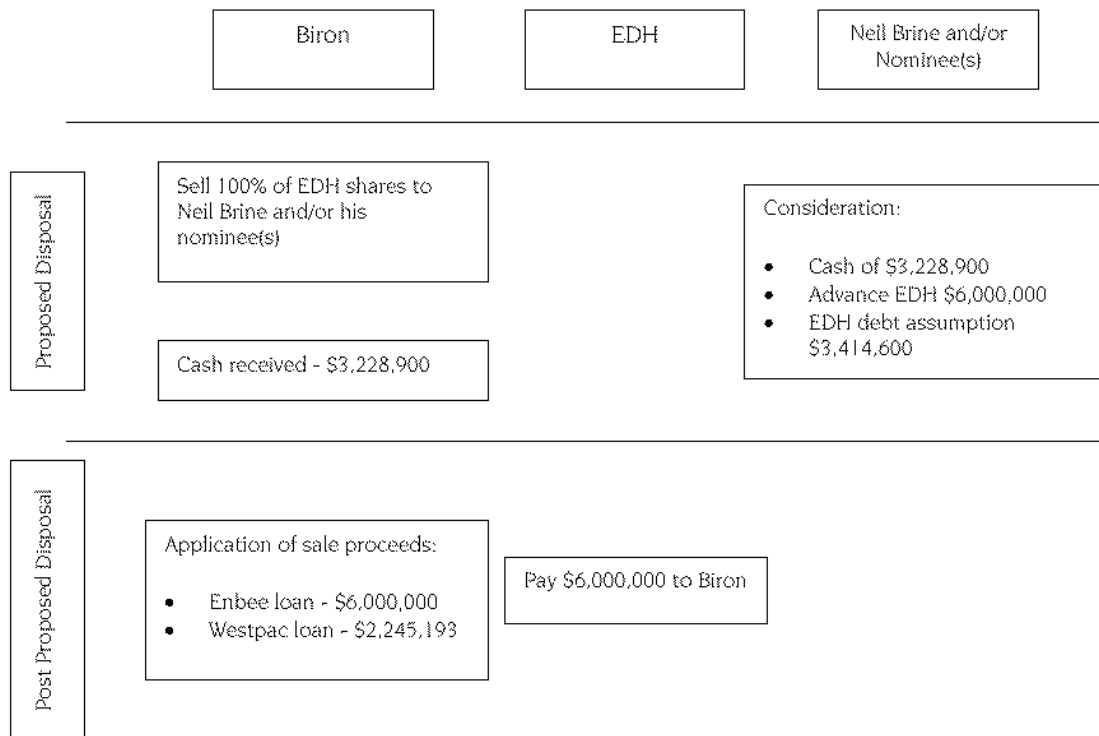 Biron
EDH
Neil Brine and/or
Nominee(s)
Proposed Disposal
Sell 100% of EDH shares to
Neil Brine and/or his
nominee(s)
Cash received - $3,228,900
Consideration:
• Cash of $3,228,900
• Advance EDH $6,000,000
• EDH debt assumption
$3,414,600
Post Proposed Disposal
Application of sale proceeds:
• Enbee loan - $6,000,000
• Westpac loan - $2,245,193
Pay $6,000,000 to Biron